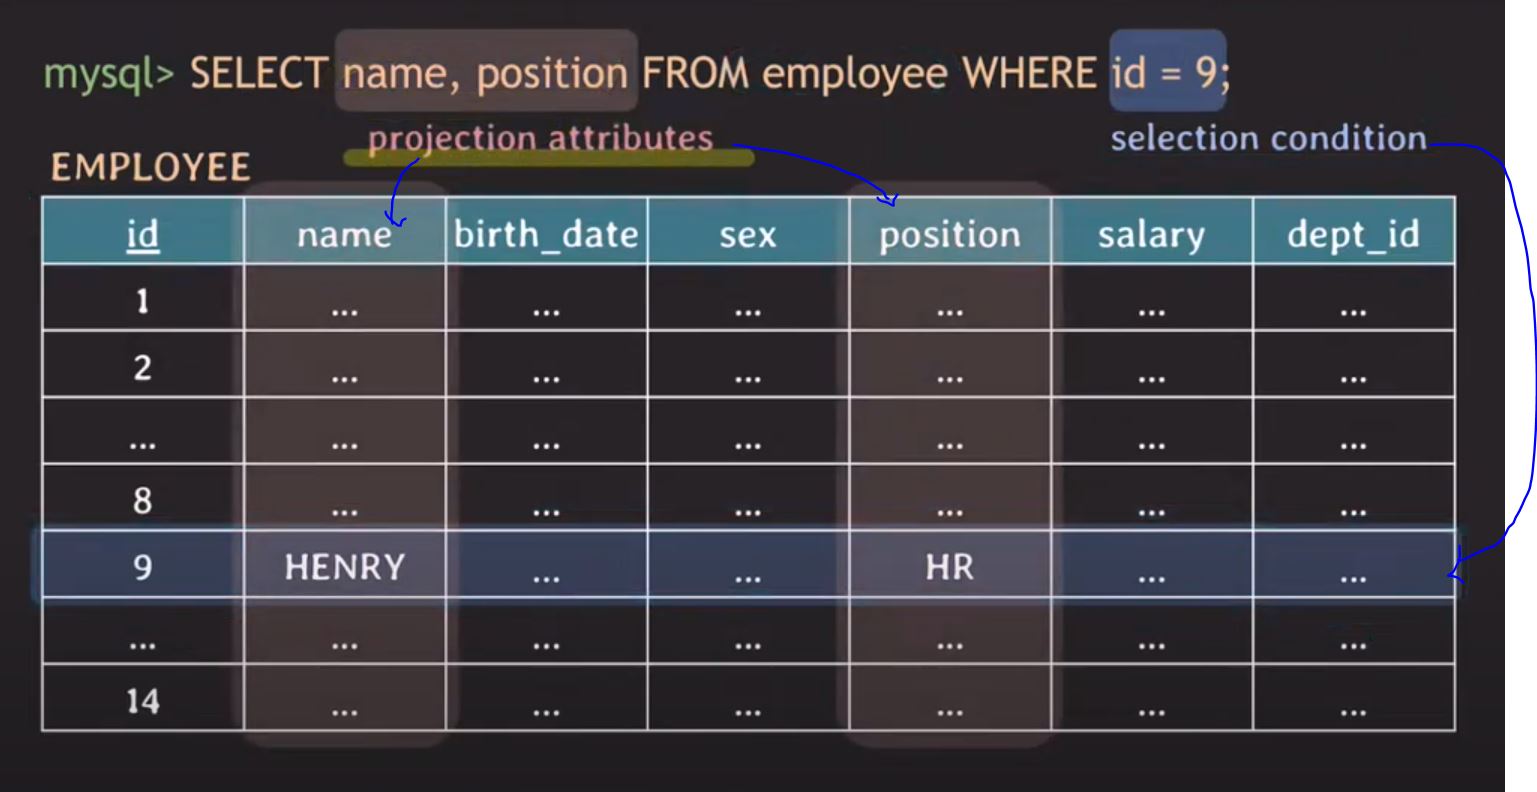 mysql> SELECT name, position FROM employee WHERE id = 9;
projection attributes selection condition
EMPLOYEE
id name birth_date sex position salary dept_id
1 ... ... ... ... ... ...
2 ... ... ... ... ... ...
... ... ... ... ... ... ...
8 ... ... ... ... ... ...
9 HENRY ... ... HR ... ...
... ... ... ... ... ... ...
14 ... ... ... ... ... ...